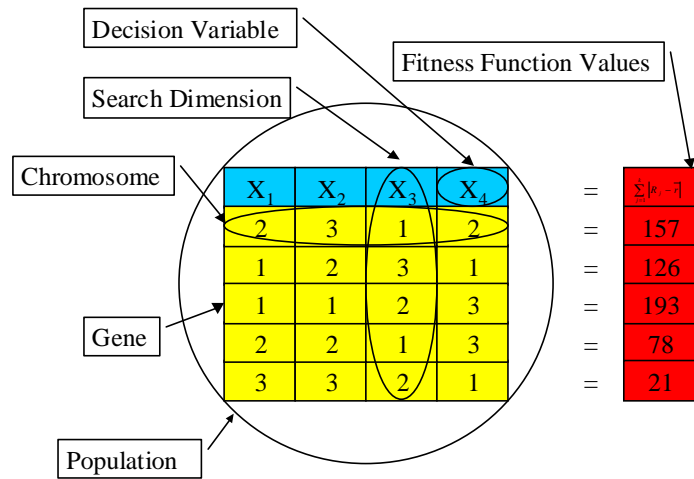 Decision Variable
Fitness Function Values
Search Dimension
Chromosome
X1 X2 X3 X4 =
2 3 1 2 = 157
1 2 3 1 = 126
1 1 2 3 = 193
Gene
2 2 1 3 = 78
3 3 2 1 = 21
Population